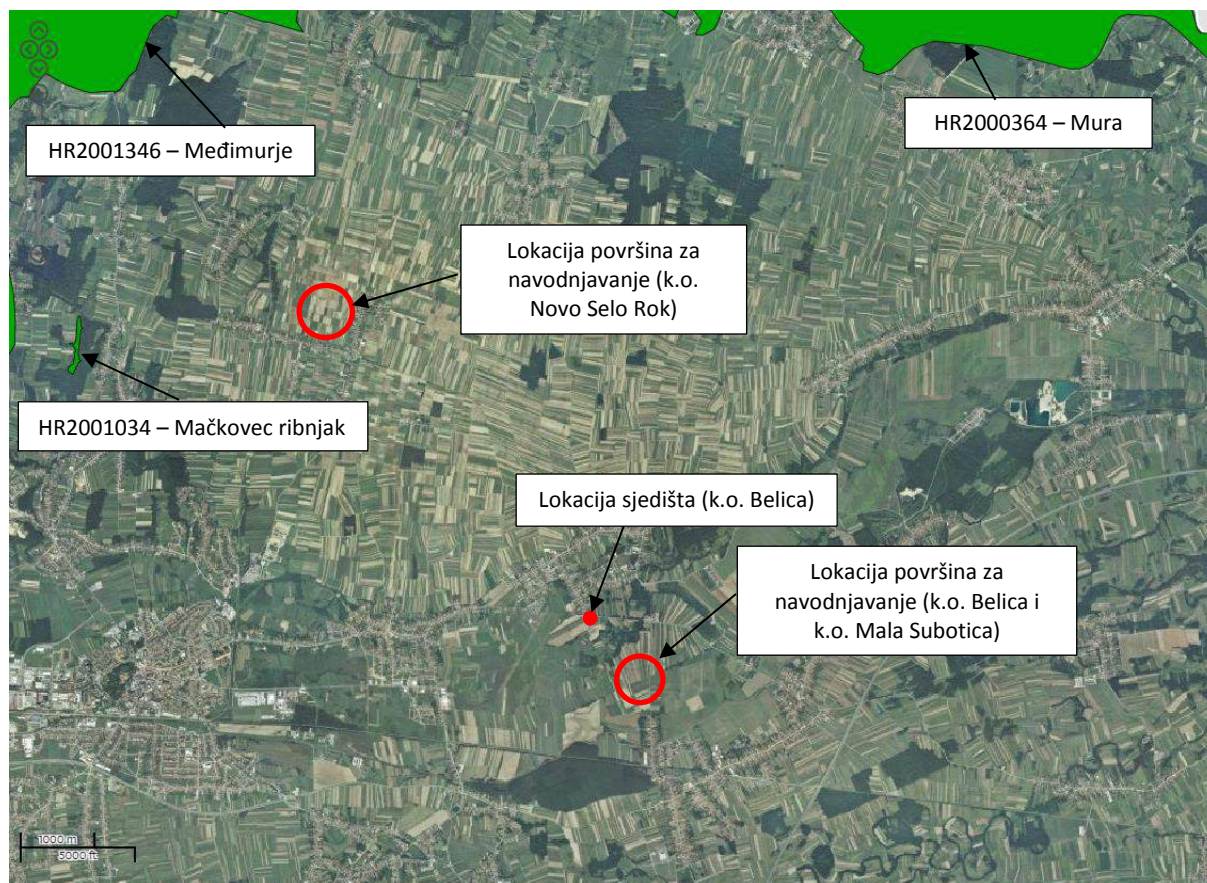 HR2001346 – Međimurje
HR2000364 – Mura
Lokacija površina za
navodnjavanje (k.o.
Novo Selo Rok)
HR2001034 – Mačkovec ribnjak
Lokacija sjedišta (k.o. Belica)
Lokacija površina za
navodnjavanje (k.o. Belica i
k.o. Mala Subotica)
1000 m
5000 ft